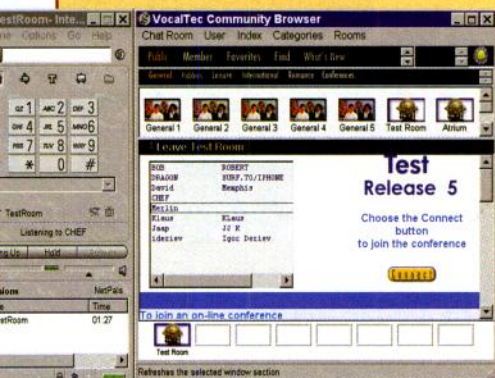 TestRoom - Inte...
Options Go Help
QZ 1 ABC 2 DEF 3
GHI 4 JKL 5 MNO 6
PRS 7 TUV 8 WXY 9
* 0 #
TestRoom
Listening to CHEF
Hold
NetPals
Time
01:27
VocalTec Community Browser
Chat Room User Index Categories Rooms
Public Member Favorites Find What's New
General Hobbies Leisure International Romance Conferences
General 1 General 2 General 3 General 4 General 5 Test Room Atrium
Leave Test Room
BOB ROBERT
DRAGON SURF.TO/IPHONE
David Memphis
CHEF
Merlin
Klaus Klaus
Jaap JJ K
ideriev Igor Deriev
Test
Release 5
Choose the Connect
button
to join the conference
Connect
To join an on-line conference
Test Room
Refreshes the selected window section